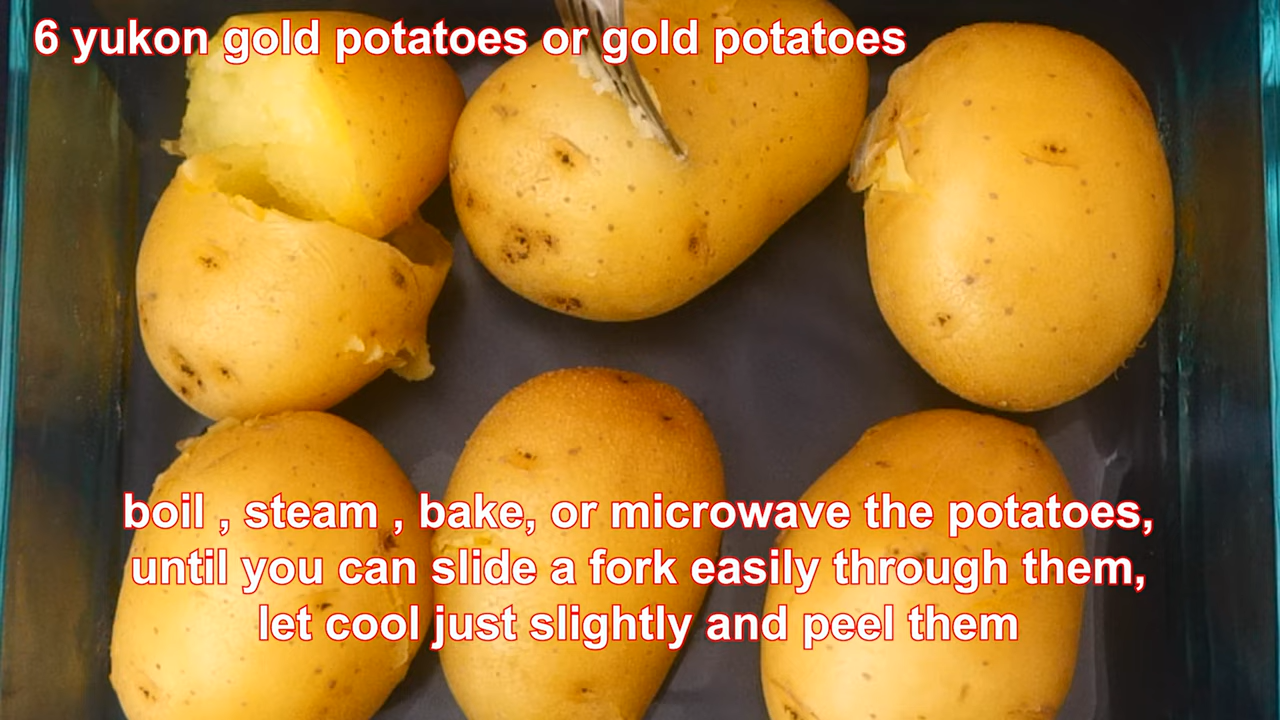 6 yukon gold potatoes or gold potatoes
boil , steam , bake, or microwave the potatoes,
until you can slide a fork easily through them,
let cool just slightly and peel them